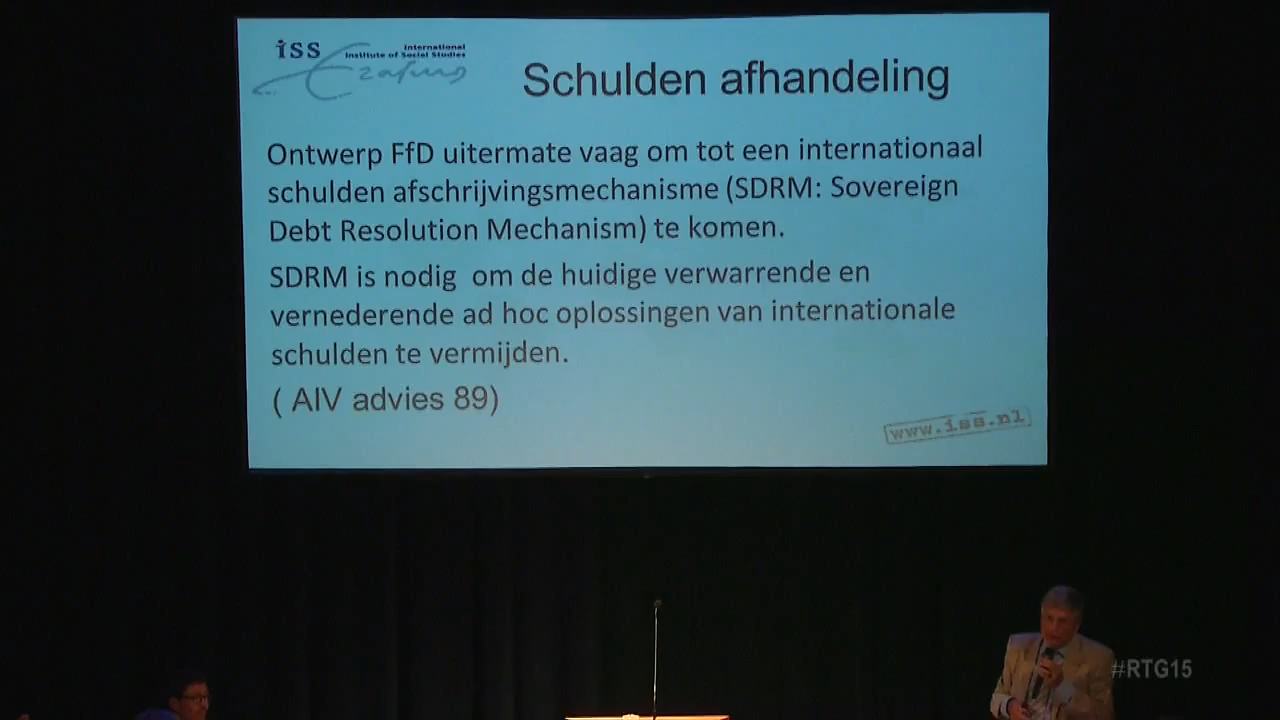 iss
International
Institute of Social Studies
Erasmus
Schulden afhandeling
Ontwerp FfD uitermate vaag om tot een internationaal
schulden afschrijvingsmechanisme (SDRM: Sovereign
Debt Resolution Mechanism) te komen.
SDRM is nodig om de huidige verwarrende en
vernederende ad hoc oplossingen van internationale
schulden te vermijden.
( AIV advies 89)
www.iss.nl
#RTG15